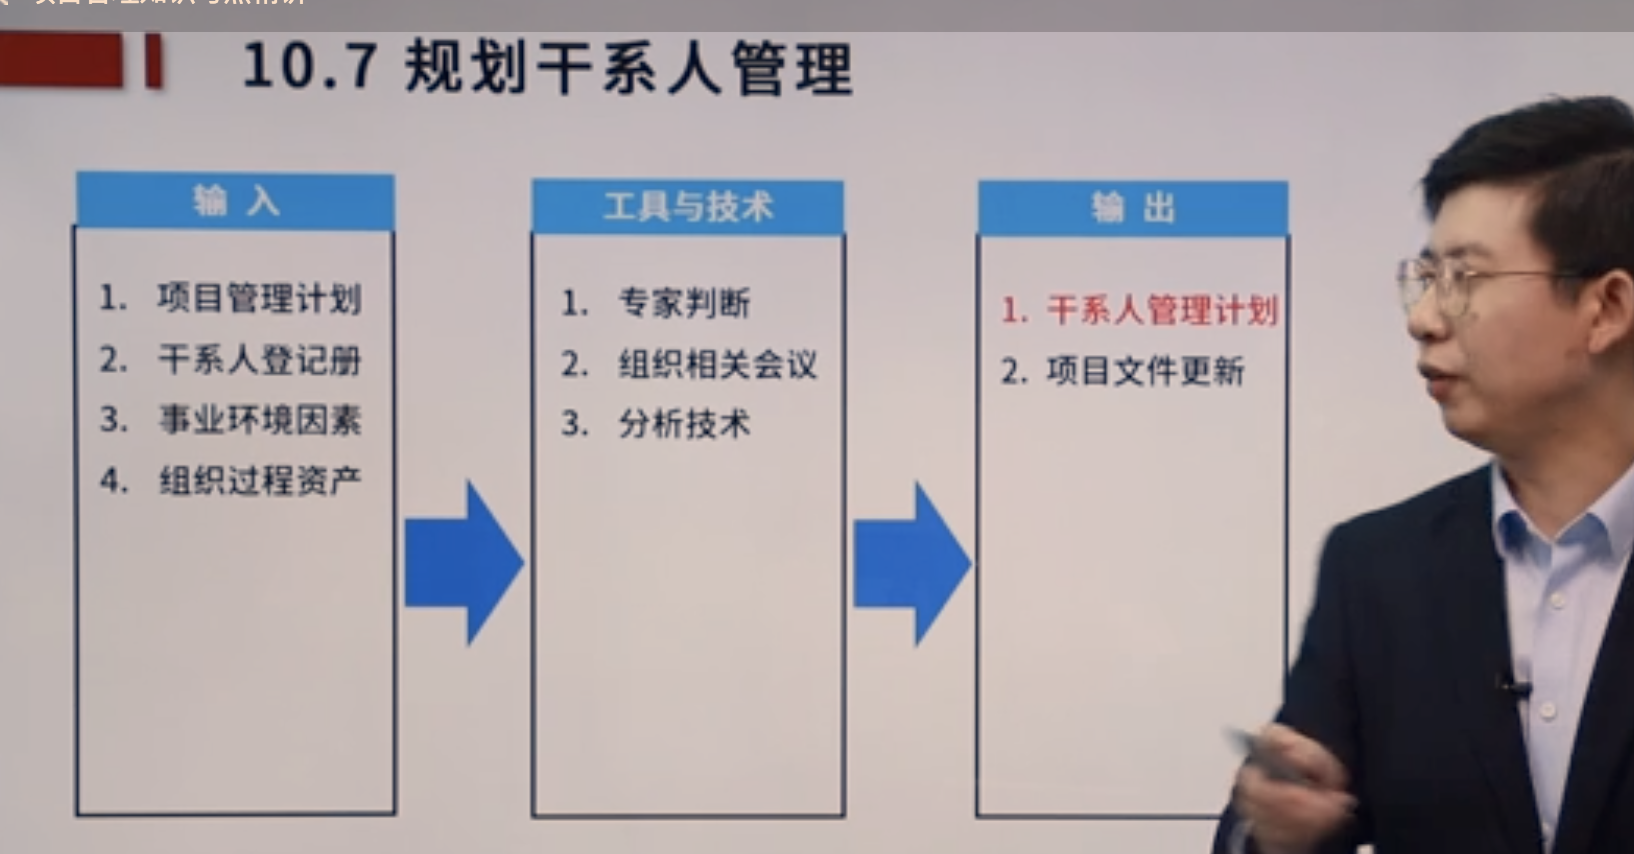 10.7 规划干系人管理
输入
1. 项目管理计划
2. 干系人登记册
3. 事业环境因素
4. 组织过程资产
工具与技术
1. 专家判断
2. 组织相关会议
3. 分析技术
输出
1. 干系人管理计划
2. 项目文件更新